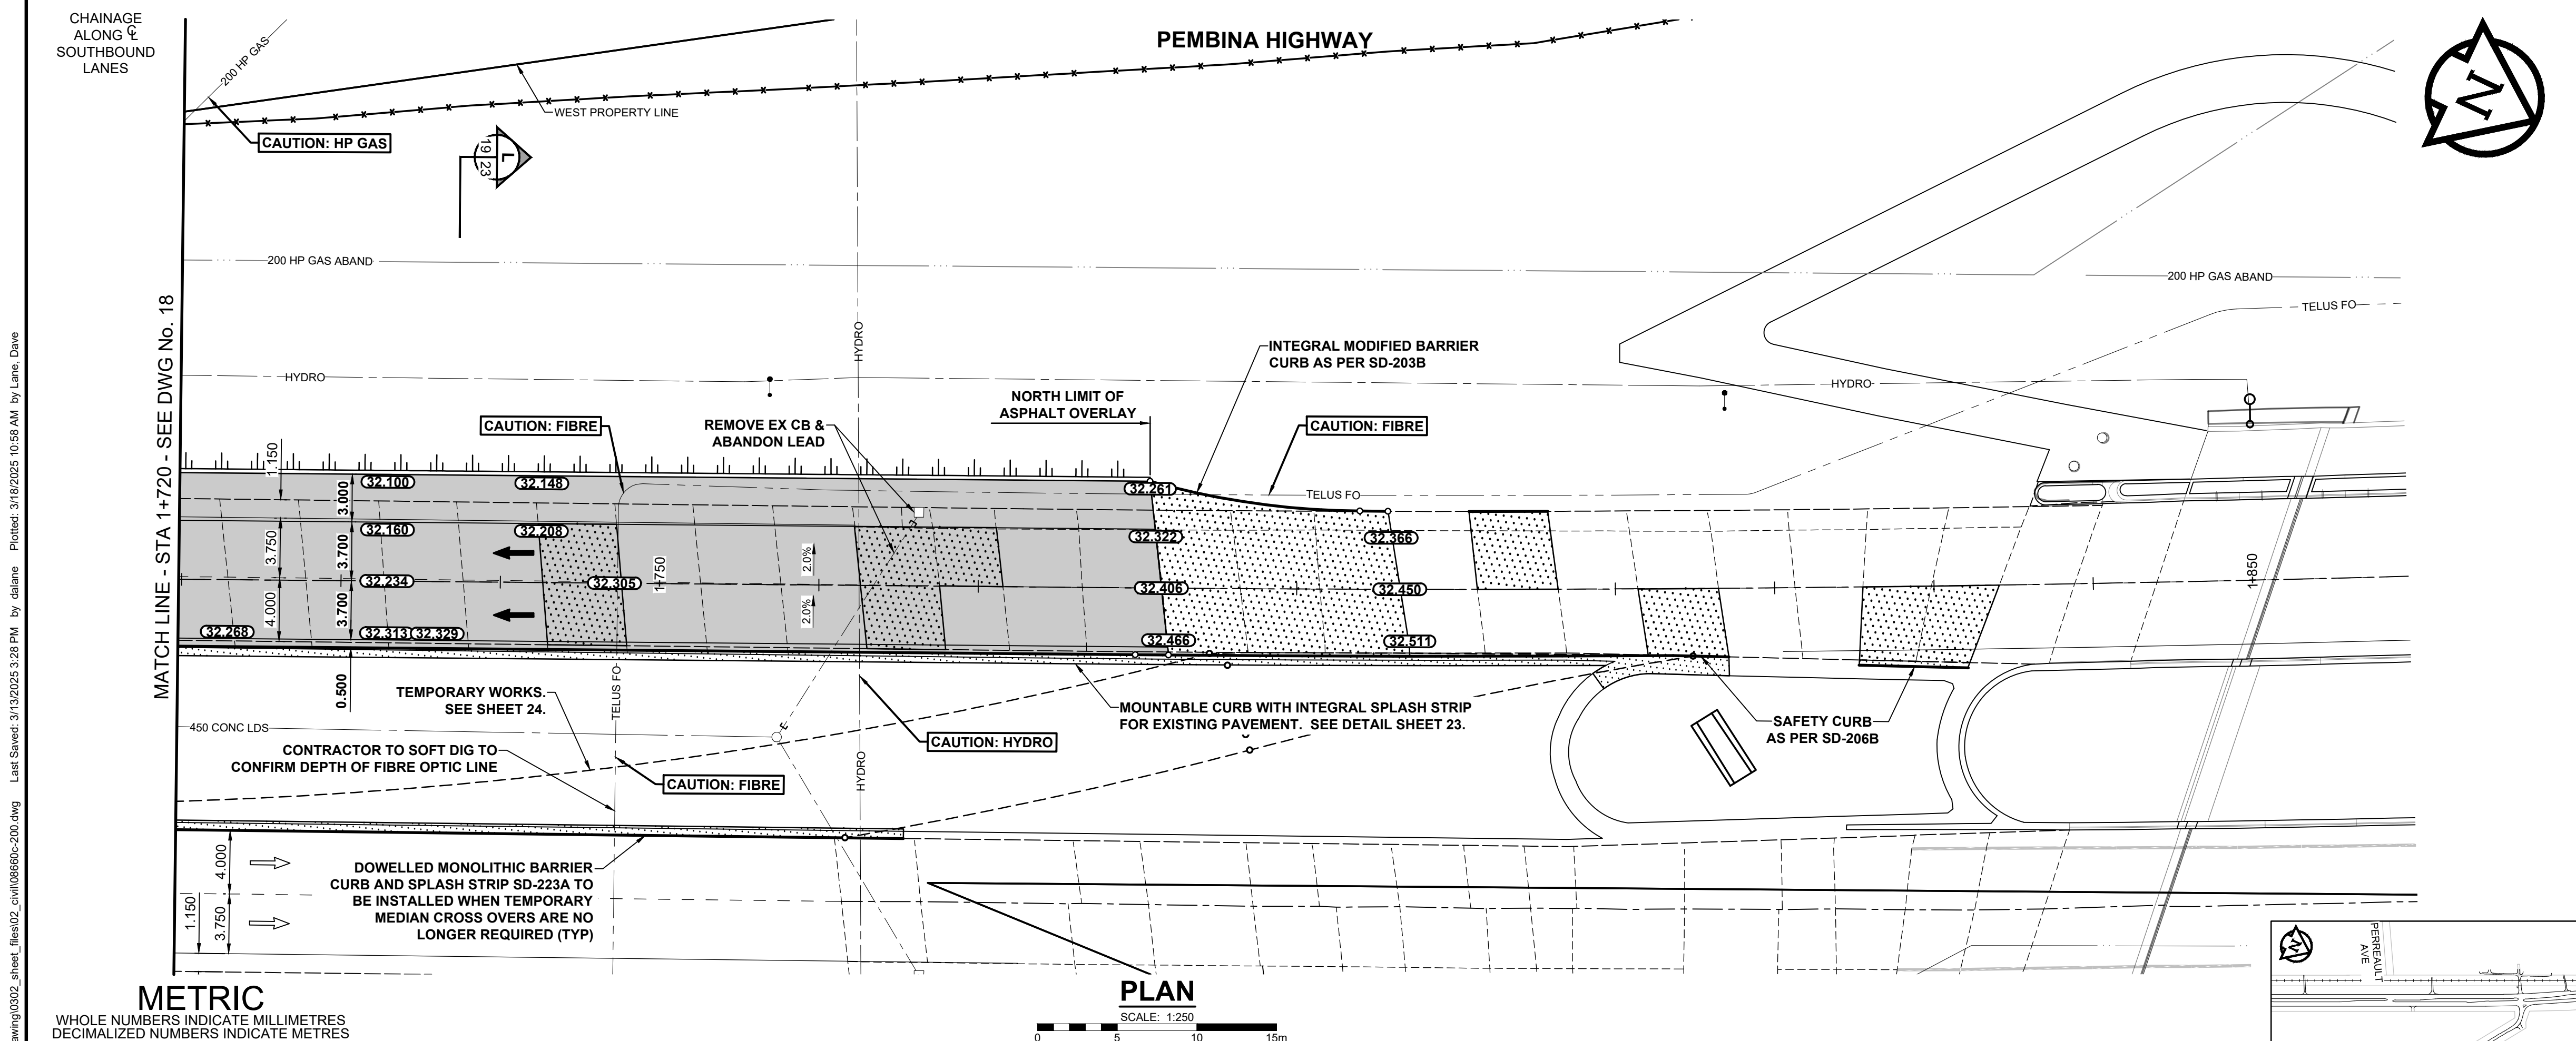 CHAINAGE
ALONG ℄
SOUTHBOUND
LANES
200 HP GAS
PEMBINA HIGHWAY
N
WEST PROPERTY LINE
CAUTION: HP GAS
L
19 23
200 HP GAS ABAND
200 HP GAS ABAND
TELUS FO
MATCH LINE - STA 1+720 - SEE DWG No. 18
HYDRO
HYDRO
HYDRO
INTEGRAL MODIFIED BARRIER
CURB AS PER SD-203B
NORTH LIMIT OF
ASPHALT OVERLAY
CAUTION: FIBRE
REMOVE EX CB &
ABANDON LEAD
CAUTION: FIBRE
1.150
3.000
32.100
32.148
32.261
TELUS FO
3.750
3.700
32.160
32.208
32.322
32.366
2.0%
1+750
32.234
32.305
32.406
32.450
1+850
4.000
3.700
2.0%
32.268
32.313
32.329
32.466
32.511
0.500
TEMPORARY WORKS.
SEE SHEET 24.
TELUS FO
MOUNTABLE CURB WITH INTEGRAL SPLASH STRIP
FOR EXISTING PAVEMENT. SEE DETAIL SHEET 23.
SAFETY CURB
AS PER SD-206B
450 CONC LDS
CAUTION: HYDRO
CONTRACTOR TO SOFT DIG TO
CONFIRM DEPTH OF FIBRE OPTIC LINE
CAUTION: FIBRE
HYDRO
4.000
1.150
3.750
DOWELLED MONOLITHIC BARRIER
CURB AND SPLASH STRIP SD-223A TO
BE INSTALLED WHEN TEMPORARY
MEDIAN CROSS OVERS ARE NO
LONGER REQUIRED (TYP)
METRIC
WHOLE NUMBERS INDICATE MILLIMETRES
DECIMALIZED NUMBERS INDICATE METRES
PLAN
SCALE: 1:250
0 5 10 15m
N
PERREAULT
AVE
awing\0302_sheet_files\02_civil\08660c-200.dwg Last Saved: 3/13/2025 3:28 PM by dalane Plotted: 3/18/2025 10:58 AM by Lane, Dave